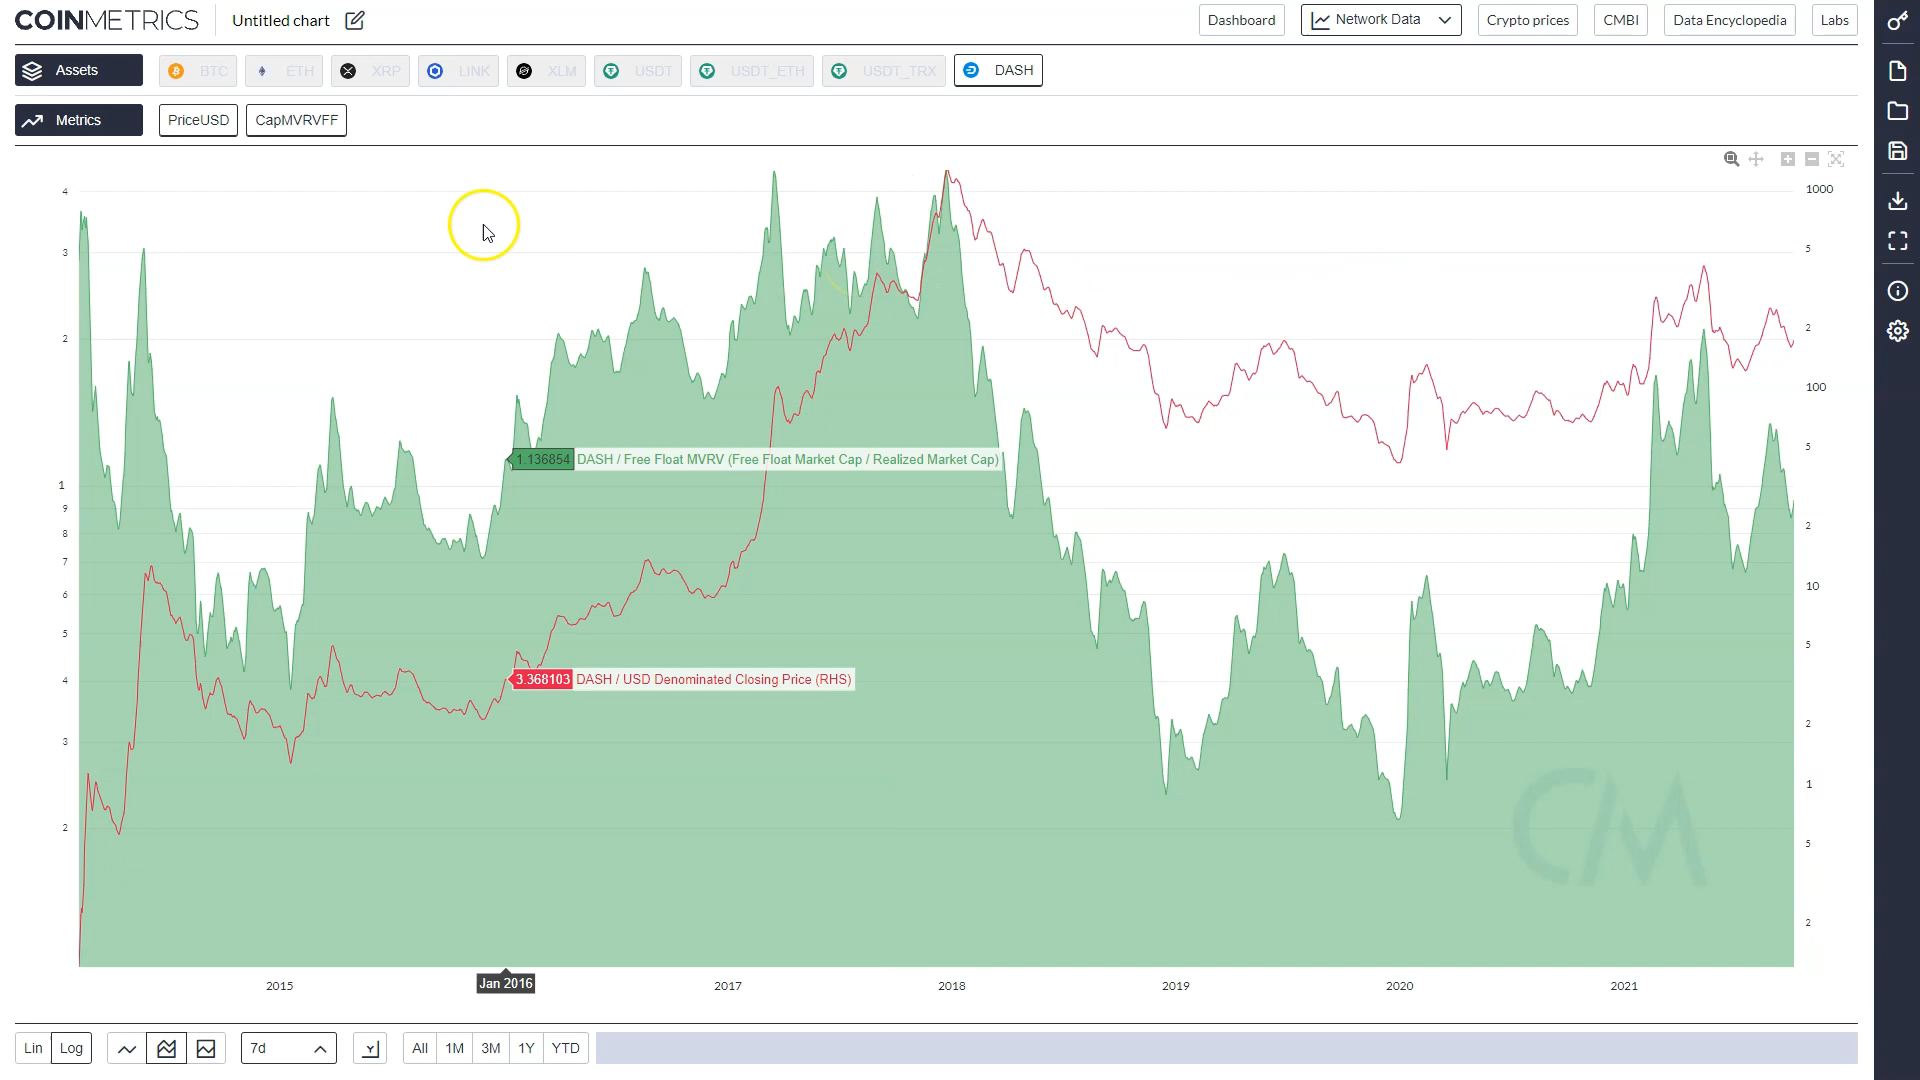 COINMETRICS Untitled chart Dashboard Network Data Crypto prices CMBI Data Encyclopedia Labs
Assets BTC ETH XRP LINK XLM USDT USDT_ETH USDT_TRX DASH
Metrics PriceUSD CapMVRVFF
4 1000
3 5
2 2
100
5
1.136854 DASH / Free Float MVRV (Free Float Market Cap / Realized Market Cap)
1
9
2
8
7
10
6
5
5
4
3.368103 DASH / USD Denominated Closing Price (RHS)
2
3
1
2
5
CM
2
2015 Jan 2016 2017 2018 2019 2020 2021
Lin Log 7d All 1M 3M 1Y YTD